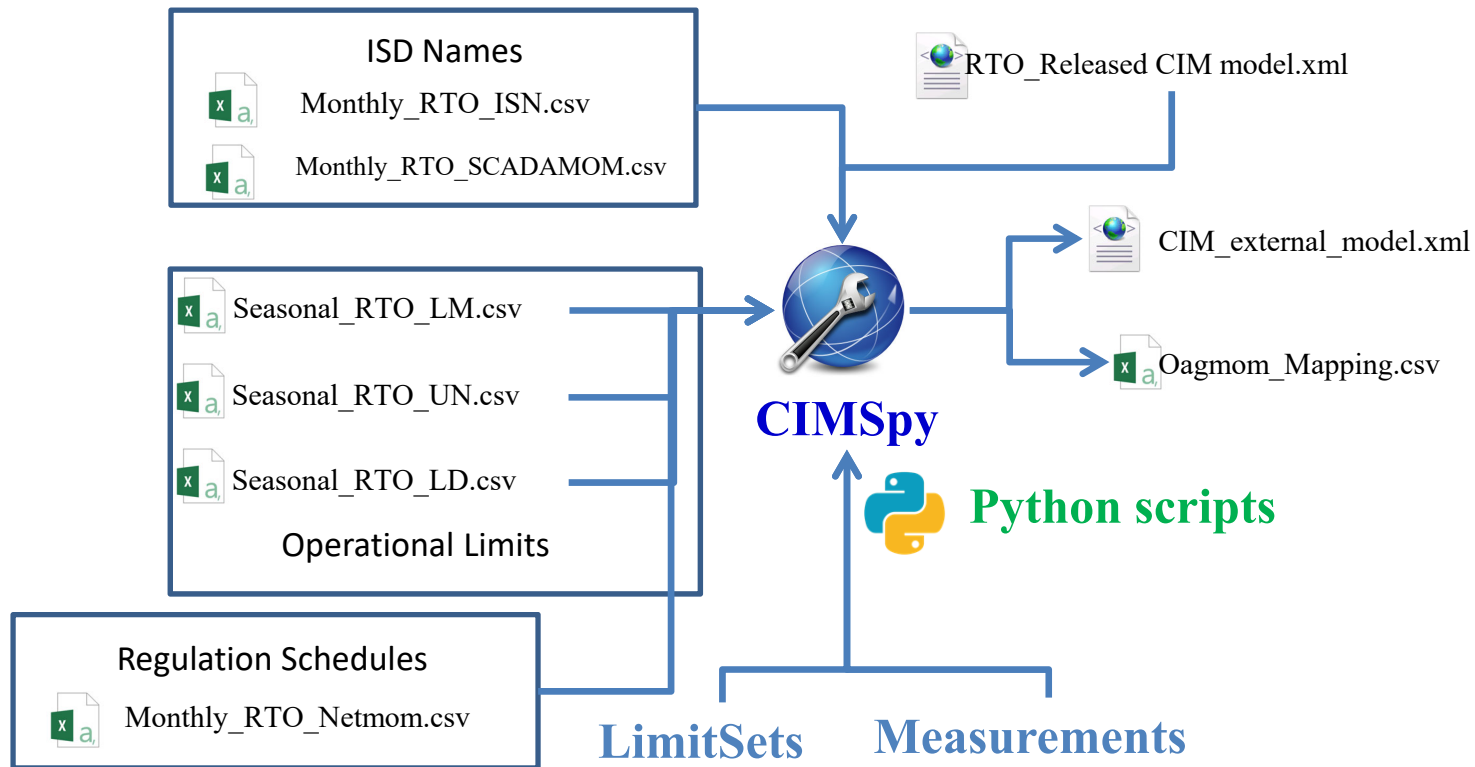 ISD Names
Monthly_RTO_ISN.csv
Monthly_RTO_SCADAMOM.csv
RTO_Released CIM model.xml
CIM_external_model.xml
Oagmom_Mapping.csv
Seasonal_RTO_LM.csv
Seasonal_RTO_UN.csv
Seasonal_RTO_LD.csv
Operational Limits
CIMSpy
Python scripts
Regulation Schedules
Monthly_RTO_Netmom.csv
LimitSets
Measurements